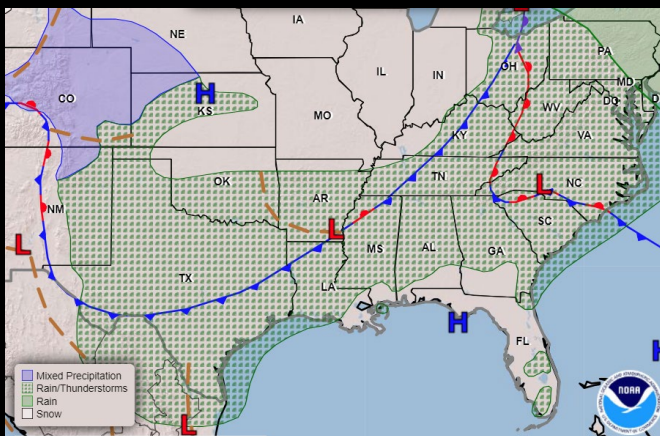 L
NE
IA
PA
OH
IL
IN
H
CO
KS
MD
MO
WV
DC
D
KY
VA
OK
TN
L
NC
NM
AR
SC
L
L
MS
AL
GA
TX
LA
H
FL
H
Mixed Precipitation
Rain/Thunderstorms
Rain
Snow
L
NOAA